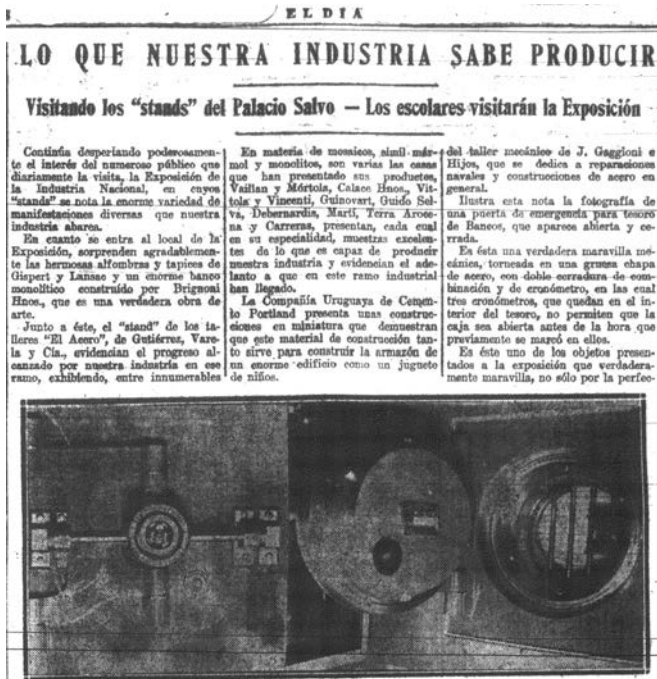 EL DIA
LO QUE NUESTRA INDUSTRIA SABE PRODUCIR
Visitando los "stands" del Palacio Salvo — Los escolares visitarán la Exposición
Continúa despertando poderosamen-
te el interés del numeroso público que
diariamente la visita, la Exposición de
la Industria Nacional, en cuyos
"stands" se nota la enorme variedad de
manifestaciones diversas que nuestra
industria abarca.
En cuanto se entra al local de la
Exposición, sorprenden agradablemen-
te las hermosas alfombras y tapices de
Gispert y Lansac y un enorme banco
monolítico construído por Brignoni
Hnos., que es una verdadera obra de
arte.
Junto a éste, el "stand" de los ta-
lleres "El Acero", de Gutiérrez, Vare-
la y Cía., evidencian el progreso al-
canzado por nuestra industria en ese
ramo, exhibiendo, entre innumerables
En materia de mosaicos, simil már-
mol y monolitos, son varias las casas
que han presentado sus productos,
Vaillan y Mórtola, Calace Hnos., Vit-
tola y Vincenti, Guinovart, Guido Sel-
vá, Debernardis, Martí, Terra Aroce-
na y Carreras, presentan, cada cual
en su especialidad, muestras excelen-
tes de lo que es capaz de producir
nuestra industria y evidencian el ade-
lanto a que en este ramo industrial
han llegado.
La Compañía Uruguaya de Cemen-
to Portland presenta unas construc-
ciones en miniatura que demuestran
que este material de construcción tan-
to sirve para construir la armazón de
un enorme edificio como un juguete
de niños.
del taller mecánico de J. Gaggioni e
Hijos, que se dedica a reparaciones
navales y construcciones de acero en
general.
Ilustra esta nota la fotografía de
una puerta de emergencia para tesoro
de Bancos, que aparece abierta y ce-
rrada.
Es ésta una verdadera maravilla me-
cánica, torneada en una gruesa chapa
de acero, con doble cerradura de com-
binación y de cronómetro, en las cual
tres cronómetros, que quedan en el in-
terior del tesoro, no permiten que la
caja sea abierta antes de la hora que
previamente se marcó en ellos.
Es éste uno de los objetos presen-
tados a la exposición que verdadera-
mente maravilla, no sólo por la perfec-